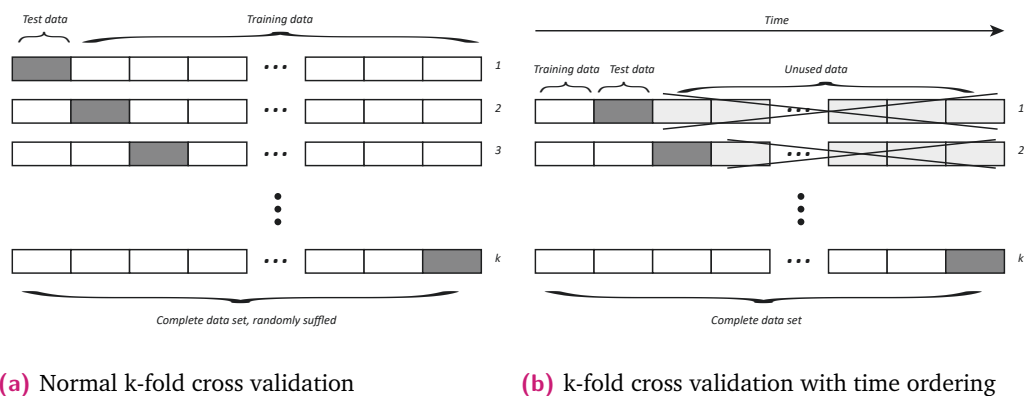 Test data
Training data
1
2
3
k
Complete data set, randomly suffled
(a) Normal k-fold cross validation
Time
Training data
Test data
Unused data
1
2
k
Complete data set
(b) k-fold cross validation with time ordering